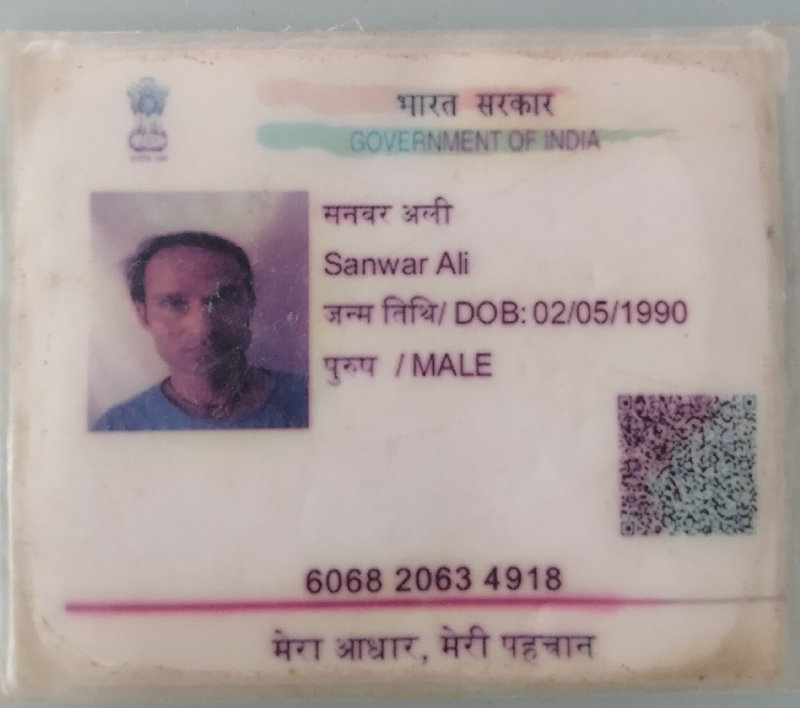 भारत सरकार
GOVERNMENT OF INDIA
सनवर अली
Sanwar Ali
जन्म तिथि/ DOB: 02/05/1990
पुरुष / MALE
6068 2063 4918
मेरा आधार, मेरी पहचान